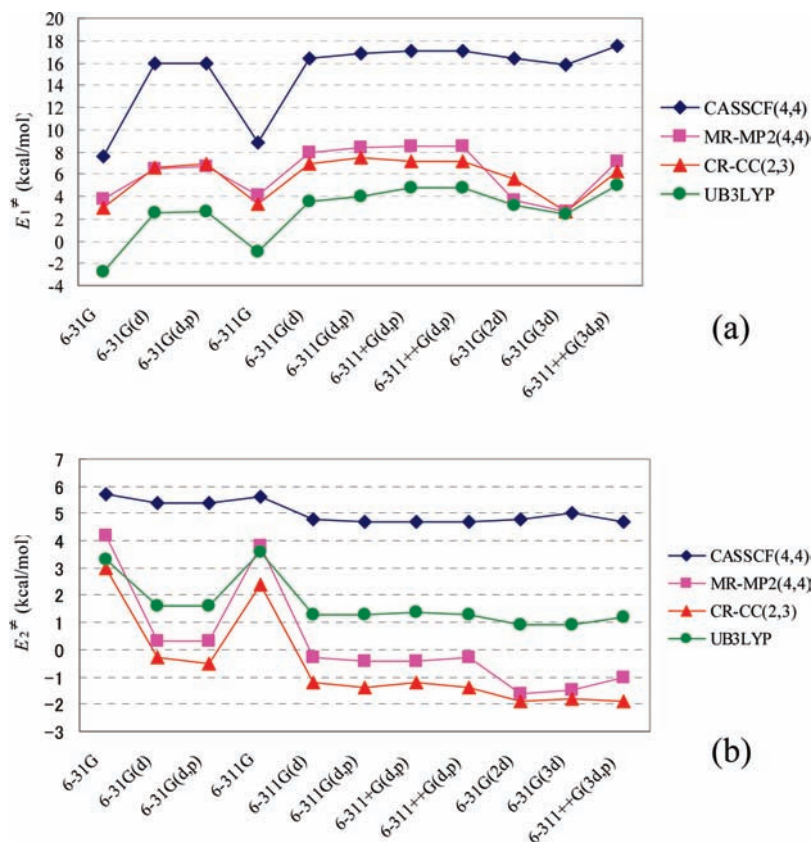 20
18
16
14
12
10
8
6
4
2
0
-2
-4
E1≠ (kcal/mol)
6-31G
6-31G(d)
6-31G(d,p)
6-311G
6-311G(d)
6-311G(d,p)
6-311+G(d,p)
6-311++G(d,p)
6-31G(2d)
6-31G(3d)
6-311++G(3d,p)
CASSCF(4,4)
MR-MP2(4,4)
CR-CC(2,3)
UB3LYP
(a)
7
6
5
4
3
2
1
0
-1
-2
-3
E2≠ (kcal/mol)
6-31G
6-31G(d)
6-31G(d,p)
6-311G
6-311G(d)
6-311G(d,p)
6-311+G(d,p)
6-311++G(d,p)
6-31G(2d)
6-31G(3d)
6-311++G(3d,p)
CASSCF(4,4)
MR-MP2(4,4)
CR-CC(2,3)
UB3LYP
(b)